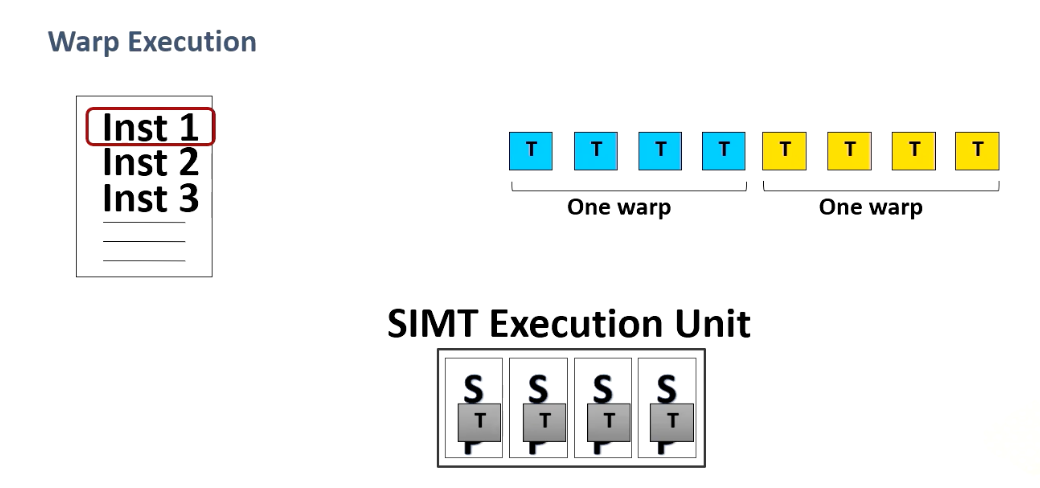 Warp Execution
Inst 1
Inst 2
Inst 3
T T T T T T T T
One warp One warp
SIMT Execution Unit
S S S S
T T T T
P P P P